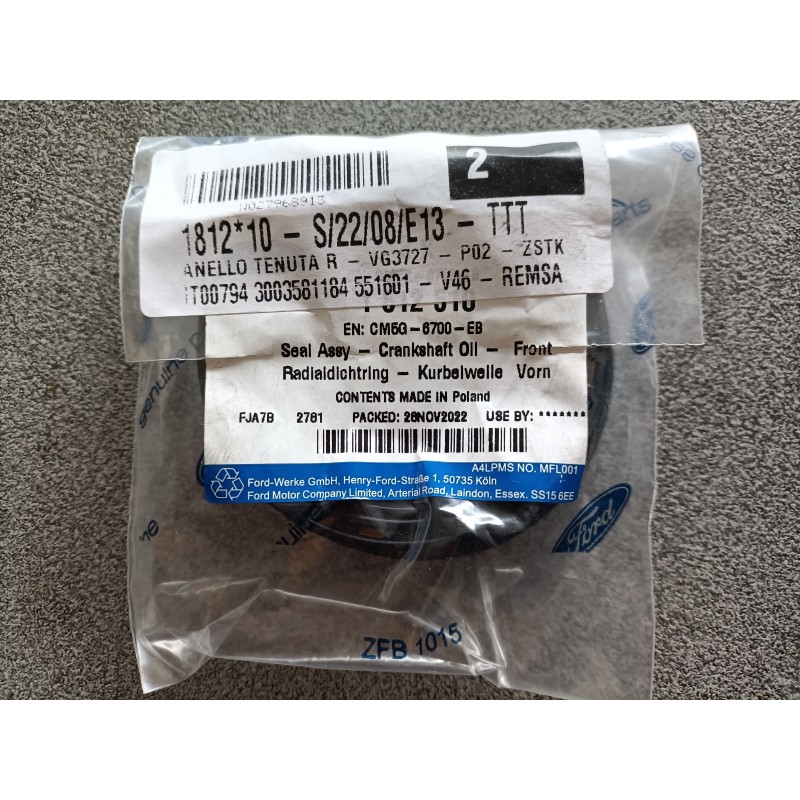 2
N027968913
1812*10 - S/22/08/E13 - TTT
ANELLO TENUTA R - VG3727 - P02 - ZSTK
IT00794 3003581184 551601 - V46 - REMSA
EN: CM5G-6700-EB
Seal Assy - Crankshaft Oil - Front
Radialdichtring - Kurbelwelle Vorn
CONTENTS MADE IN Poland
FJA7B 2781 PACKED: 28NOV2022 USE BY: *******
A4LPMS NO. MFL001
Ford-Werke GmbH, Henry-Ford-Straße 1, 50735 Köln
Ford Motor Company Limited, Arterial Road, Laindon, Essex. SS15 6EE
genuine
parts
Ford
ZFB 1015